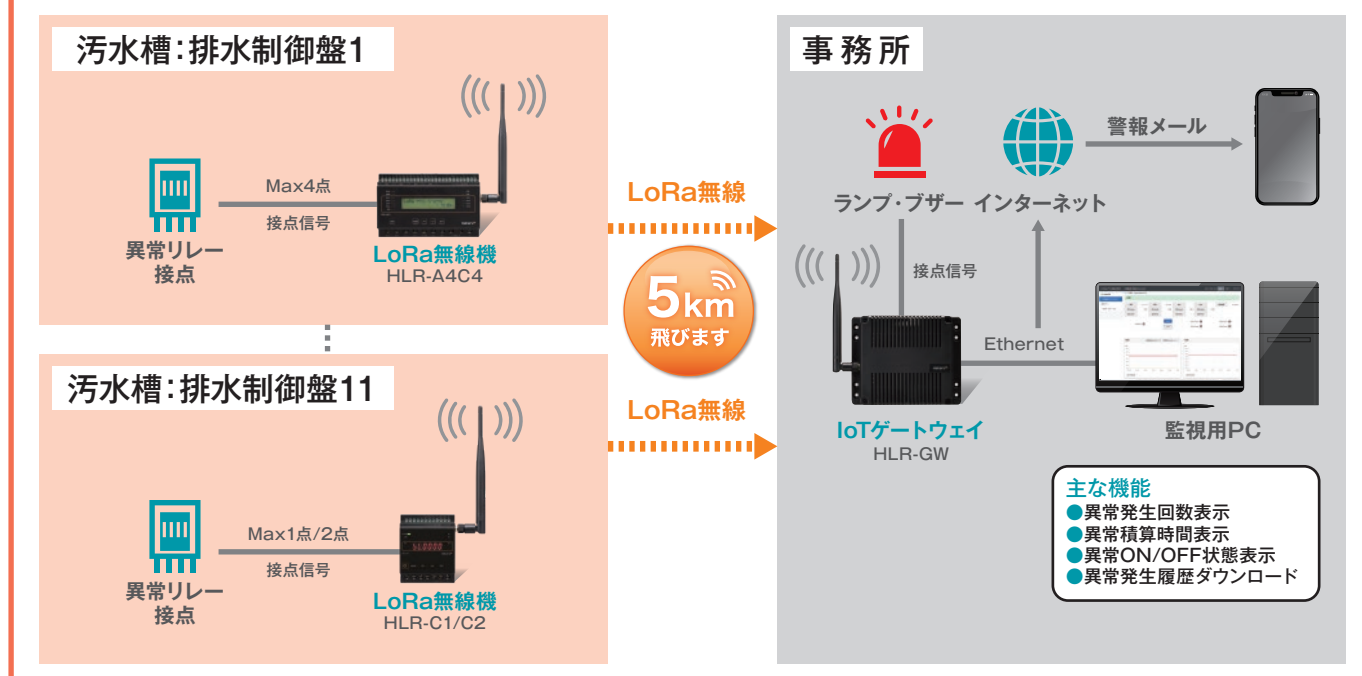 汚水槽：排水制御盤1
Max4点
接点信号
異常リレー
接点
LoRa無線機
HLR-A4C4
汚水槽：排水制御盤11
Max1点/2点
接点信号
異常リレー
接点
LoRa無線機
HLR-C1/C2
LoRa無線
5km
飛びます
LoRa無線
事務所
警報メール
ランプ・ブザー
インターネット
接点信号
Ethernet
IoTゲートウェイ
HLR-GW
監視用PC
主な機能
●異常発生回数表示
●異常積算時間表示
●異常ON/OFF状態表示
●異常発生履歴ダウンロード